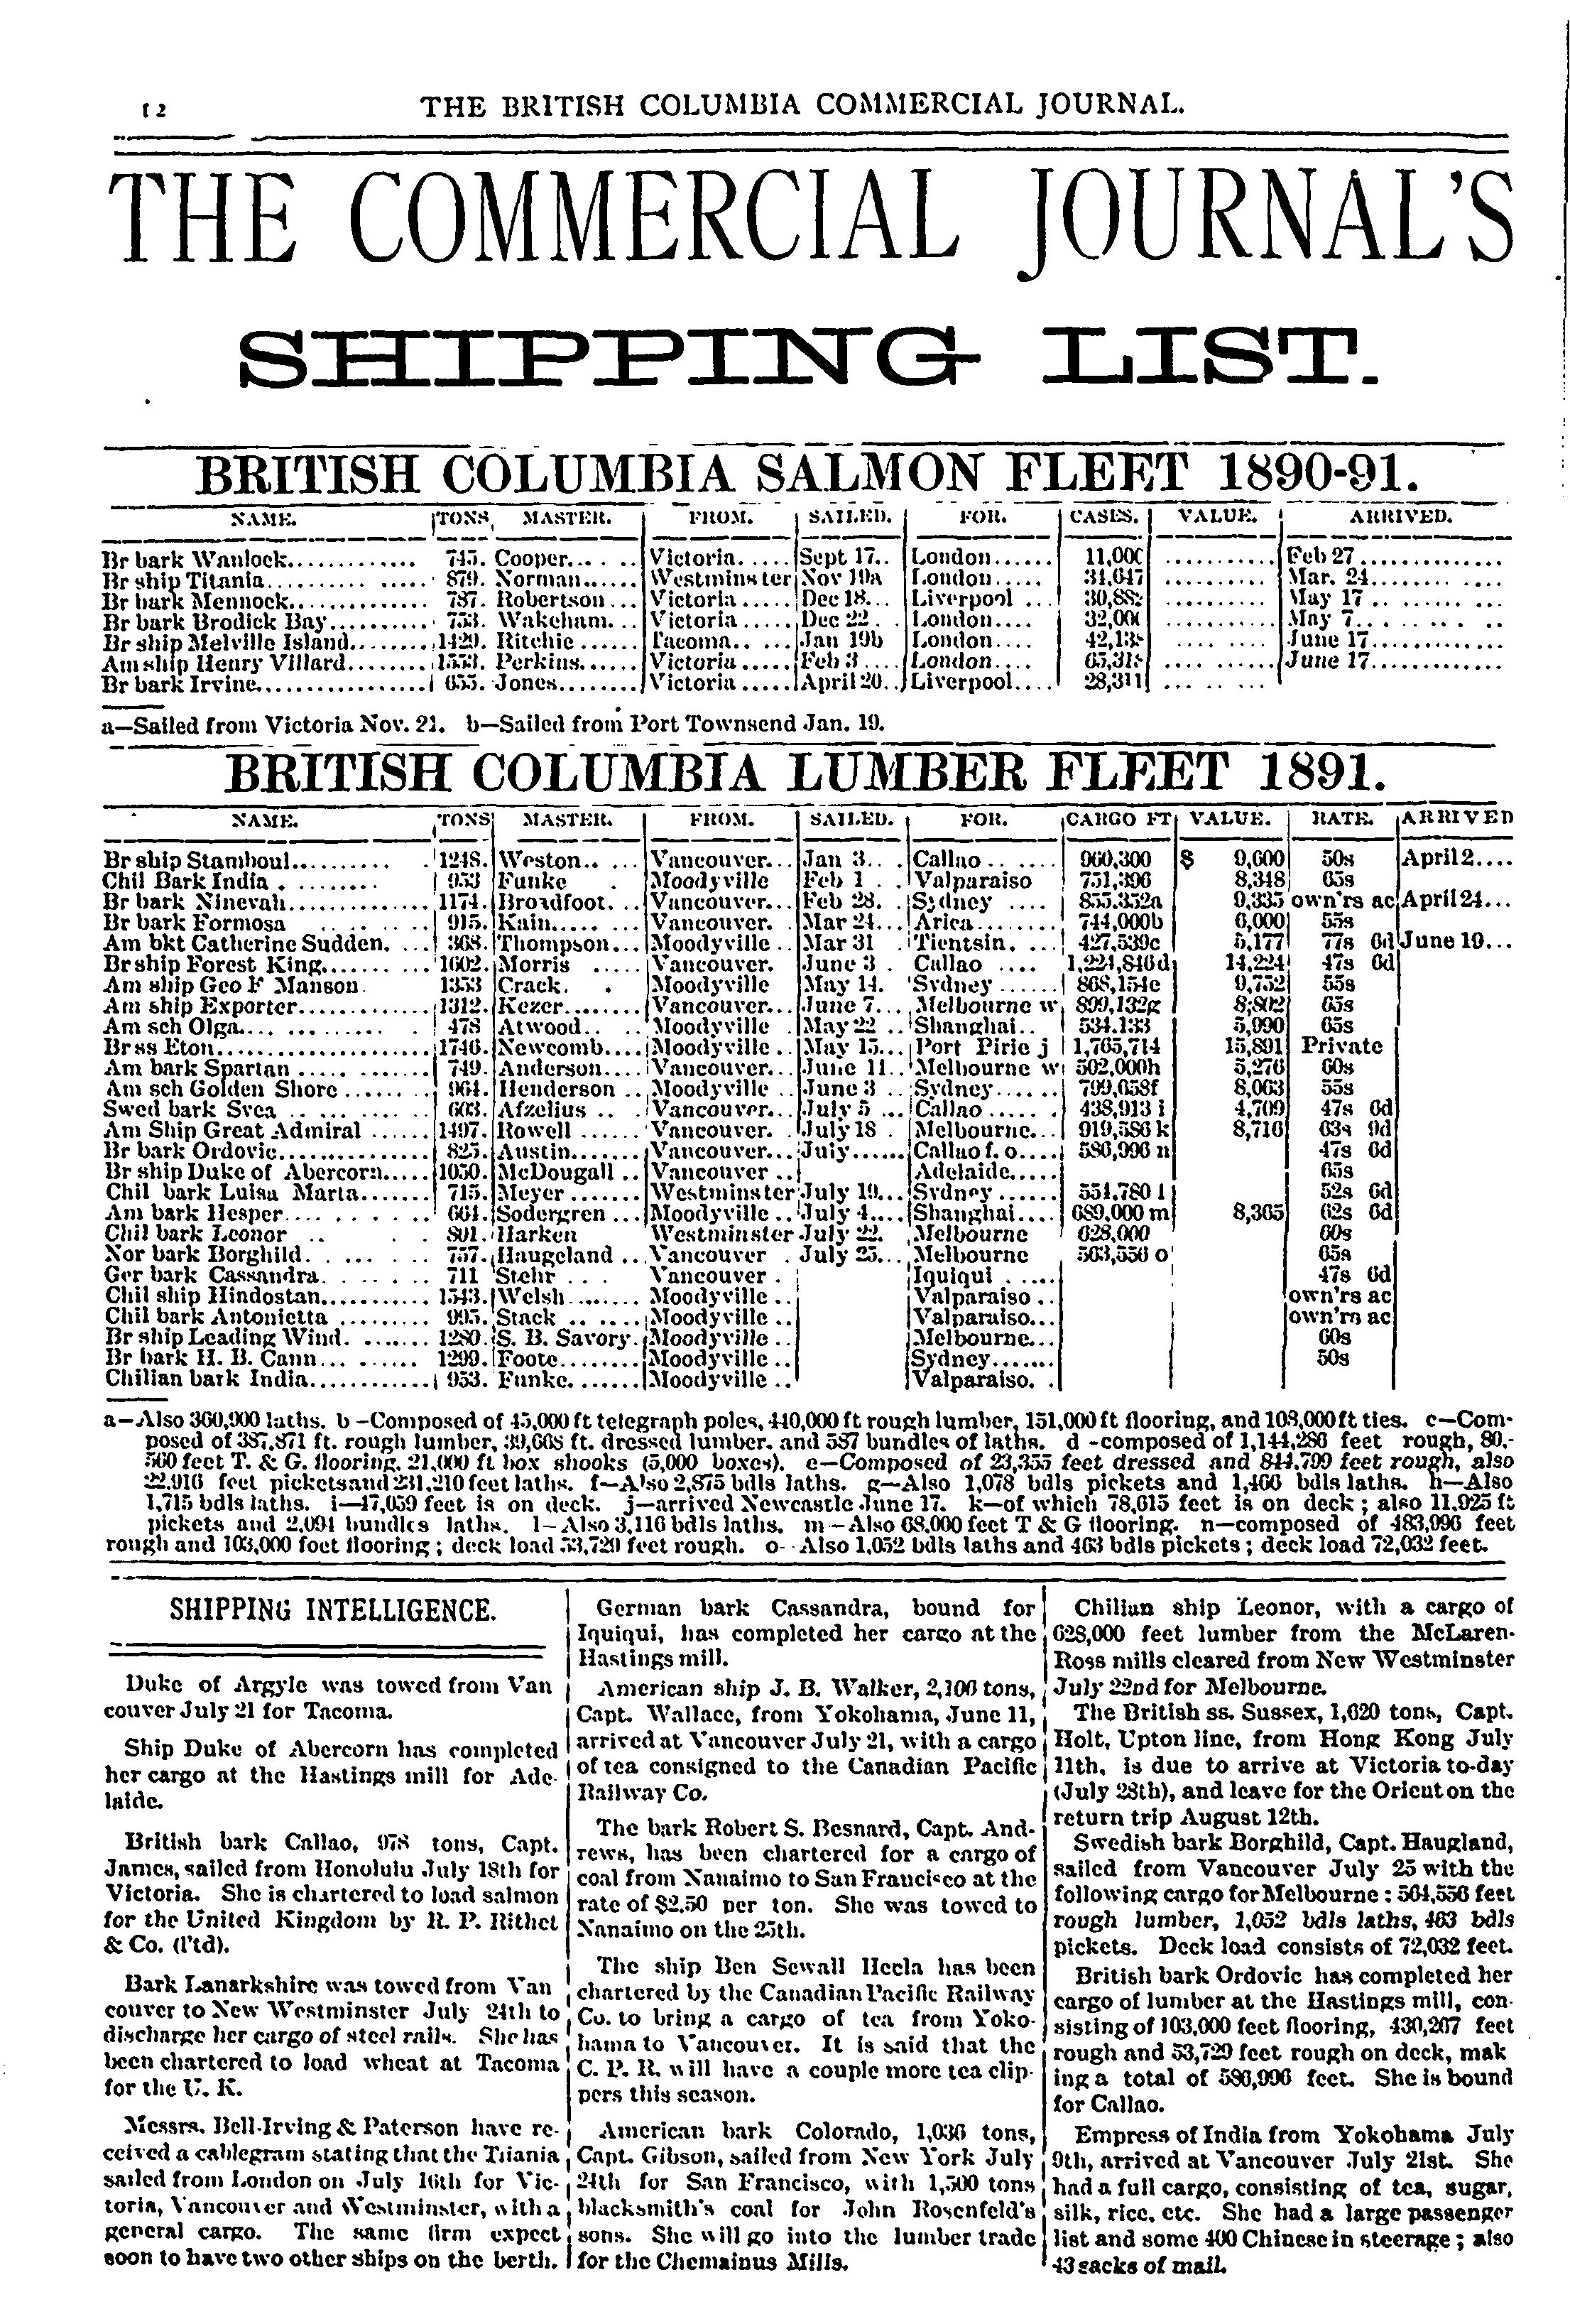 12 THE BRITISH COLUMBIA COMMERCIAL JOURNAL.
THE COMMERCIAL JOURNAL'S
SHIPPING LIST.
BRITISH COLUMBIA SALMON FLEET 1890-91.
NAME. TONS MASTER. FROM. SAILED. FOR. CASES. VALUE. ARRIVED.
Br bark Wanlock............. 745. Cooper... . .. Victoria..... Sept 17.. London...... 11,000 ........... Feb 27..............
Br ship Titania.......... ..... 879. Norman...... Westminster Nov 19a London..... 31,647 .......... Mar. 24......... ....
Br bark Mennock............. 787. Robertson ... Victoria..... Dec 18... Liverpool ... 30,882 .......... May 17 .. ...... ...
Br bark Brodick Bay.......... 753. Wakeham. .. Victoria..... Dec 22 . . London.... 32,000 .......... May 7.. . .. . . ..
Br ship Melville Island........ 1429. Ritchie ...... Tacoma.. ... Jan 19b London.... 42,138 .... ..... June 17............
Am ship Henry Villard........ 1553. Perkins...... Victoria ..... Feb 3 .... London.... 65,318 .... ....... June 17............
Br bark Irvine................ 655. Jones........ Victoria ..... April 20.. Liverpool.... 28,311 ... .. ...
a—Sailed from Victoria Nov. 21. b—Sailed from Port Townsend Jan. 19.
BRITISH COLUMBIA LUMBER FLEET 1891.
NAME. TONS MASTER. FROM. SAILED. FOR. CARGO FT VALUE. RATE. ARRIVED
Br ship Stamboul.. ........ . 1248. Weston.. ... Vancouver... Jan 3.. . Callao .. .... 960,300 $ 9,600 50s April 2....
Chil Bark India . ........ 953 Funke . Moodyville Feb 1 . . Valparaiso 751,396 8,348 65s
Br bark Ninevah.............. 1174. Broadfoot. .. Vancouver... Feb 28. Sydney .... 855,352a 9,335 own'rs ac April 24...
Br bark Formosa .... ...... 915. Kain..... ... Vancouver. Mar 24... Arica....... 744,000b 6,000 55s
Am bkt Catherine Sudden. ... 368. Thompson... Moodyville .. Mar 31 Tientsin. ... 427,539c 5,177 77s 6d June 19...
Br ship Forest King....... ... 1602. Morris ..... Vancouver. June 3 . Callao .... 1,224,846d 14,224 47s 6d
Am ship Geo F Manson. 1353 Crack. . Moodyville May 14. Sydney ...... 868,154e 9,752 55s
Am ship Exporter............. 1312. Kezer........ Vancouver... June 7... Melbourne w 899,132g 8,802 65s
Am sch Olga... ......... . 478 Atwood.. .. Moodyville . May 22 .. Shanghai.. 534,133 5,990 65s
Br ss Eton..................... 1746. Newcomb.... Moodyville .. May 15... Port Pirie j 1,765,714 15,891 Private
Am bark Spartan ... ........ 749. Anderson.... Vancouver... June 11.. Melbourne w 502,000h 5,276 60s
Am sch Golden Shore ...... 964. Henderson .. Moodyville .. June 3 .. Sydney...... 799,058f 8,063 55s
Swed bark Svea .. .......... 603. Afzelius .. . Vancouver... July 5 ... Callao ..... . 438,913 i 4,709 47s 6d
Am Ship Great Admiral ...... 1497. Rowell ...... Vancouver. July 18 . Melbourne... 919,586 k 8,716 63s 9d
Br bark Ordovic............... 825. Austin....... Vancouver... July...... Callao f. o.... 586,996 n 47s 6d
Br ship Duke of Abercorn..... 1050. McDougall .. Vancouver .. Adelaide..... 65s
Chil bark Luisa Marta........ 715. Meyer ....... Westminster July 19... Sydney ...... 551,780 l 52s 6d
Am bark Hesper... . . .... . 664. Sodergren ... Moodyville .. July 4.... Shanghai.... 689,000 m 8,365 62s 6d
Chil bark Leonor .. . . 801. Harken Westminster July 22. Melbourne 628,000 60s
Nor bark Borghild. . ..... 757. Haugeland ... Vancouver . July 25... Melbourne 563,556 o 65s
Ger bark Cassandra. ... ... 711 Stehr . . . Vancouver . Iquiqui . .... 47s 6d
Chil ship Hindostan........... 1543. Welsh ........ Moodyville .. Valparaiso .. own'rs ac
Chil bark Antonietta ......... 995. Stack .. ..... Moodyville .. Valparaiso... own'rs ac
Br ship Leading Wind. ....... 1280. S. B. Savory. Moodyville .. Melbourne... 60s
Br bark H. B. Cann... ...... 1299. Foote........ Moodyville .. Sydney....... 50s
Chilian bark India............ 953. Funke....... Moodyville .. Valparaiso. .
a—Also 360,900 laths. b—Composed of 45,000 ft telegraph poles, 440,000 ft rough lumber, 151,000 ft flooring, and 108,000 ft ties. c—Com-
posed of 387,871 ft. rough lumber, 39,668 ft. dressed lumber. and 587 bundles of laths. d -composed of 1,144,286 feet rough, 80,-
560 feet T. & G. flooring, 21,000 ft box shooks (5,000 boxes). e—Composed of 23,355 feet dressed and 844,799 feet rough, also
22,916 feet pickets and 231,210 feet laths. f—Also 2,875 bdls laths. g—Also 1,078 bdls pickets and 1,466 bdls laths. h—Also
1,715 bdls laths. i—47,059 feet is on deck. j—arrived Newcastle June 17. k—of which 78,615 feet is on deck; also 11,925 ft
pickets and 2,094 bundles laths. l—Also 3,116 bdls laths. m—Also 68,000 feet T & G flooring. n—composed of 483,996 feet
rough and 103,000 foot flooring; deck load 53,729 feet rough. o- Also 1,052 bdls laths and 463 bdls pickets; deck load 72,032 feet.
SHIPPING INTELLIGENCE.
Duke of Argyle was towed from Van
couver July 21 for Tacoma.
Ship Duke of Abercorn has completed
her cargo at the Hastings mill for Ade-
laide.
British bark Callao, 978 tons, Capt.
James, sailed from Honolulu July 18th for
Victoria. She is chartered to load salmon
for the United Kingdom by R. P. Rithet
& Co. (l'td).
Bark Lanarkshire was towed from Van
couver to New Westminster July 24th to
discharge her cargo of steel rails. She has
been chartered to load wheat at Tacoma
for the U. K.
Messrs. Bell-Irving & Paterson have re-
ceived a cablegram stating that the Titania
sailed from London on July 16th for Vic-
toria, Vancouver and Westminster, with a
general cargo. The same firm expect
soon to have two other ships on the berth.
German bark Cassandra, bound for
Iquiqui, has completed her cargo at the
Hastings mill.
American ship J. B. Walker, 2,106 tons,
Capt. Wallace, from Yokohama, June 11,
arrived at Vancouver July 21, with a cargo
of tea consigned to the Canadian Pacific
Railway Co.
The bark Robert S. Besnard, Capt. And-
rews, has been chartered for a cargo of
coal from Nanaimo to San Francisco at the
rate of $2.50 per ton. She was towed to
Nanaimo on the 25th.
The ship Ben Sewall Hecla has been
chartered by the Canadian Pacific Railway
Co. to bring a cargo of tea from Yoko-
hama to Vancouver. It is said that the
C. P. R. will have a couple more tea clip-
pers this season.
American bark Colorado, 1,036 tons,
Capt. Gibson, sailed from New York July
24th for San Francisco, with 1,500 tons
blacksmith's coal for John Rosenfeld's
sons. She will go into the lumber trade
for the Chemainus Mills.
Chilian ship Leonor, with a cargo of
628,000 feet lumber from the McLaren-
Ross mills cleared from New Westminster
July 22nd for Melbourne.
The British ss. Sussex, 1,620 tons, Capt.
Holt, Upton line, from Hong Kong July
11th, is due to arrive at Victoria to-day
(July 28th), and leave for the Orient on the
return trip August 12th.
Swedish bark Borghild, Capt. Haugland,
sailed from Vancouver July 25 with the
following cargo for Melbourne: 564,556 feet
rough lumber, 1,052 bdls laths, 463 bdls
pickets. Deck load consists of 72,032 feet.
British bark Ordovic has completed her
cargo of lumber at the Hastings mill, con-
sisting of 103,000 feet flooring, 430,267 feet
rough and 53,729 feet rough on deck, mak
ing a total of 586,996 feet. She is bound
for Callao.
Empress of India from Yokohama July
9th, arrived at Vancouver July 21st. She
had a full cargo, consisting of tea, sugar,
silk, rice, etc. She had a large passenger
list and some 400 Chinese in steerage; also
43 sacks of mail.